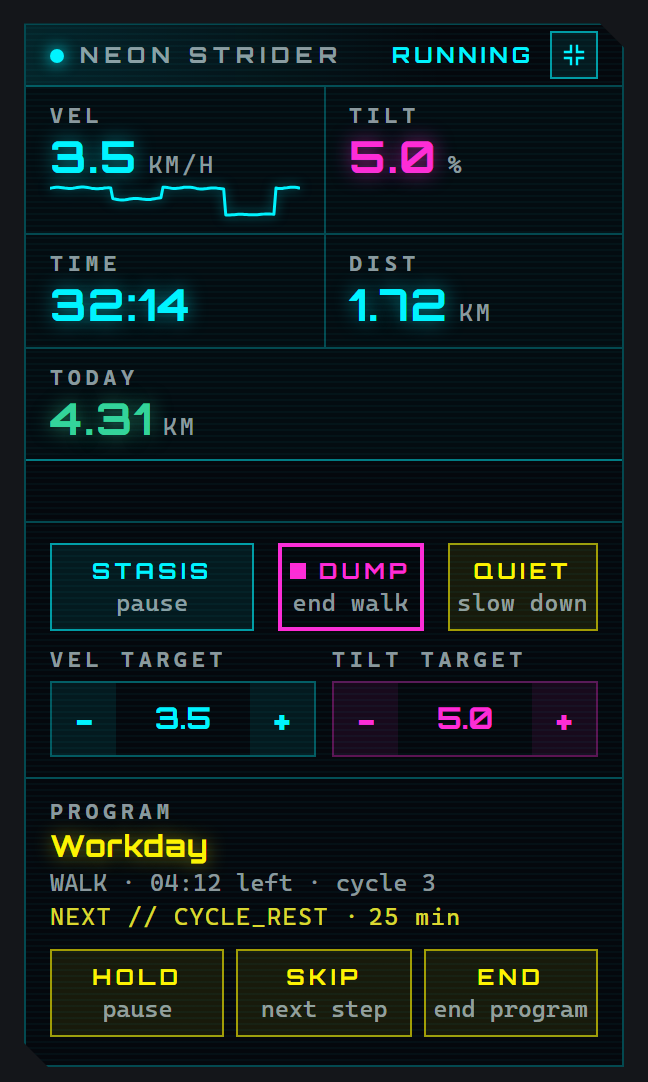 NEON STRIDER RUNNING
VEL TILT
3.5 KM/H 5.0 %
TIME DIST
32:14 1.72 KM
TODAY
4.31 KM
STASIS DUMP QUIET
pause end walk slow down
VEL TARGET TILT TARGET
- 3.5 + - 5.0 +
PROGRAM
Workday
WALK · 04:12 left · cycle 3
NEXT // CYCLE_REST · 25 min
HOLD SKIP END
pause next step end program